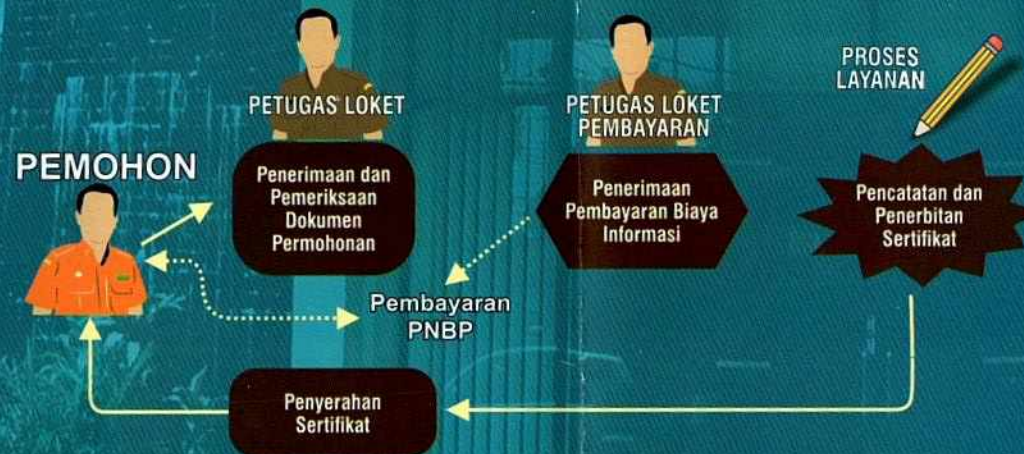 PEMOHON
PETUGAS LOKET
Penerimaan dan
Pemeriksaan
Dokumen
Permohonan
PETUGAS LOKET
PEMBAYARAN
Penerimaan
Pembayaran Biaya
Informasi
PROSES
LAYANAN
Pencatatan dan
Penerbitan
Sertifikat
Pembayaran
PNBP
Penyerahan
Sertifikat